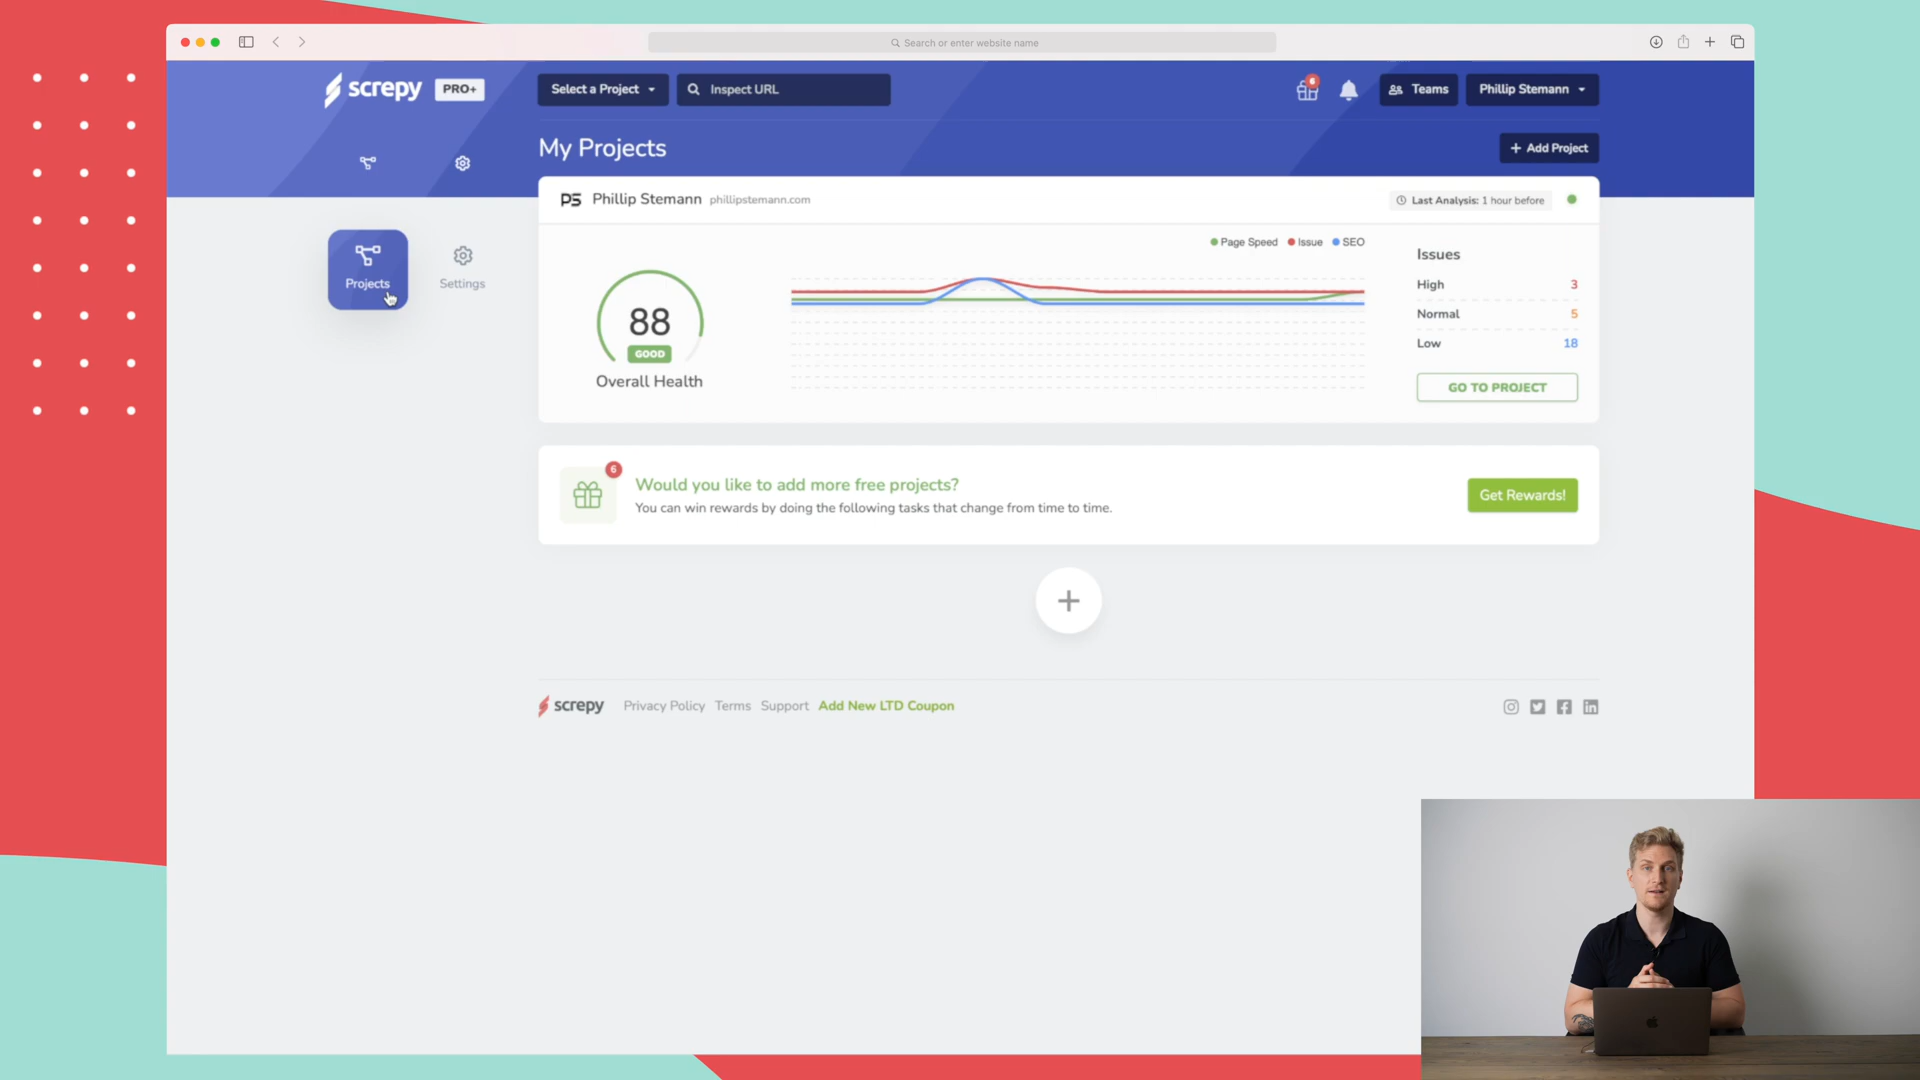 Search or enter website name
screpy PRO+
Select a Project
Inspect URL
6
Teams
Phillip Stemann
My Projects
+ Add Project
PS Phillip Stemann phillipstemann.com
Last Analysis: 1 hour before
Projects
Settings
Page Speed Issue SEO
88
GOOD
Overall Health
Issues
High 3
Normal 5
Low 18
GO TO PROJECT
6
Would you like to add more free projects?
You can win rewards by doing the following tasks that change from time to time.
Get Rewards!
screpy Privacy Policy Terms Support Add New LTD Coupon